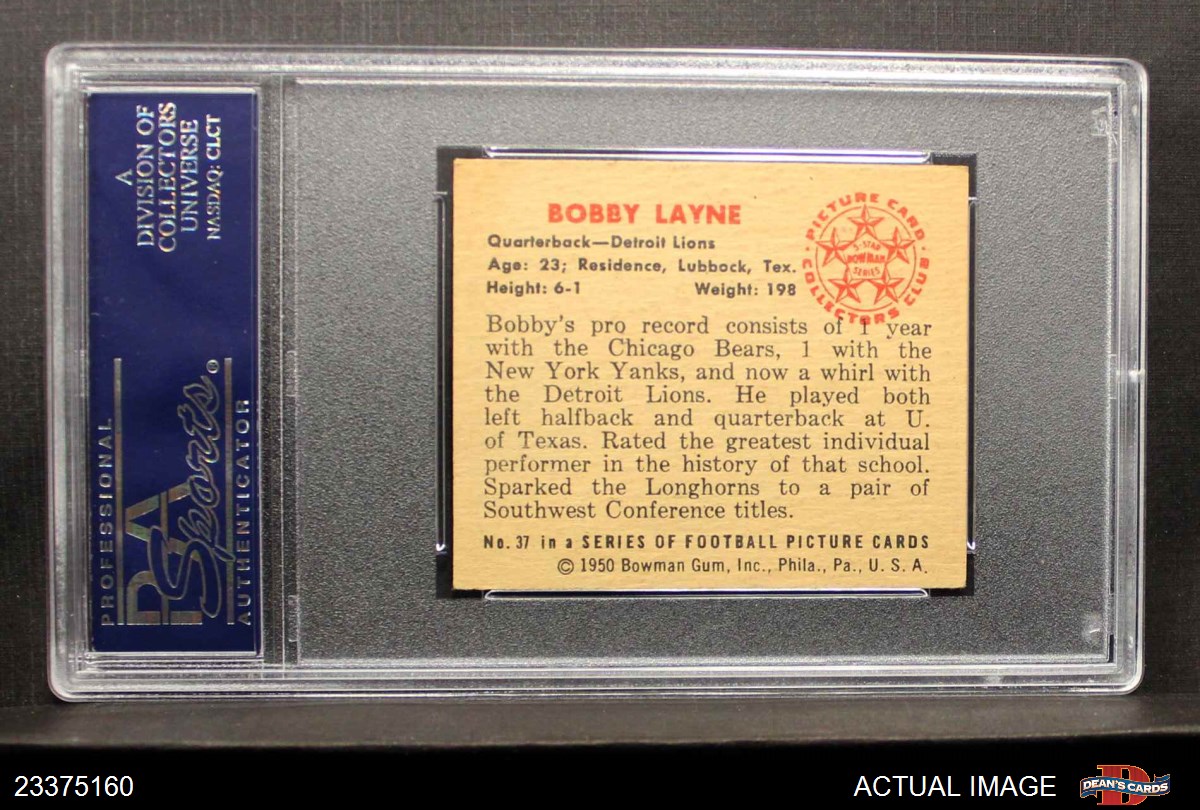 A
DIVISION OF
COLLECTORS
UNIVERSE
NASDAQ: CLCT
PROFESSIONAL
PSA
Sports®
AUTHENTICATOR
BOBBY LAYNE
Quarterback—Detroit Lions
Age: 23; Residence, Lubbock, Tex.
Height: 6-1 Weight: 198
PICTURE CARD
5-STAR
BOWMAN
SERIES
COLLECTORS CLUB
Bobby's pro record consists of 1 year
with the Chicago Bears, 1 with the
New York Yanks, and now a whirl with
the Detroit Lions. He played both
left halfback and quarterback at U.
of Texas. Rated the greatest individual
performer in the history of that school.
Sparked the Longhorns to a pair of
Southwest Conference titles.
No. 37 in a SERIES OF FOOTBALL PICTURE CARDS
© 1950 Bowman Gum, Inc., Phila., Pa., U. S. A.
23375160
ACTUAL IMAGE
D
DEAN'S CARDS